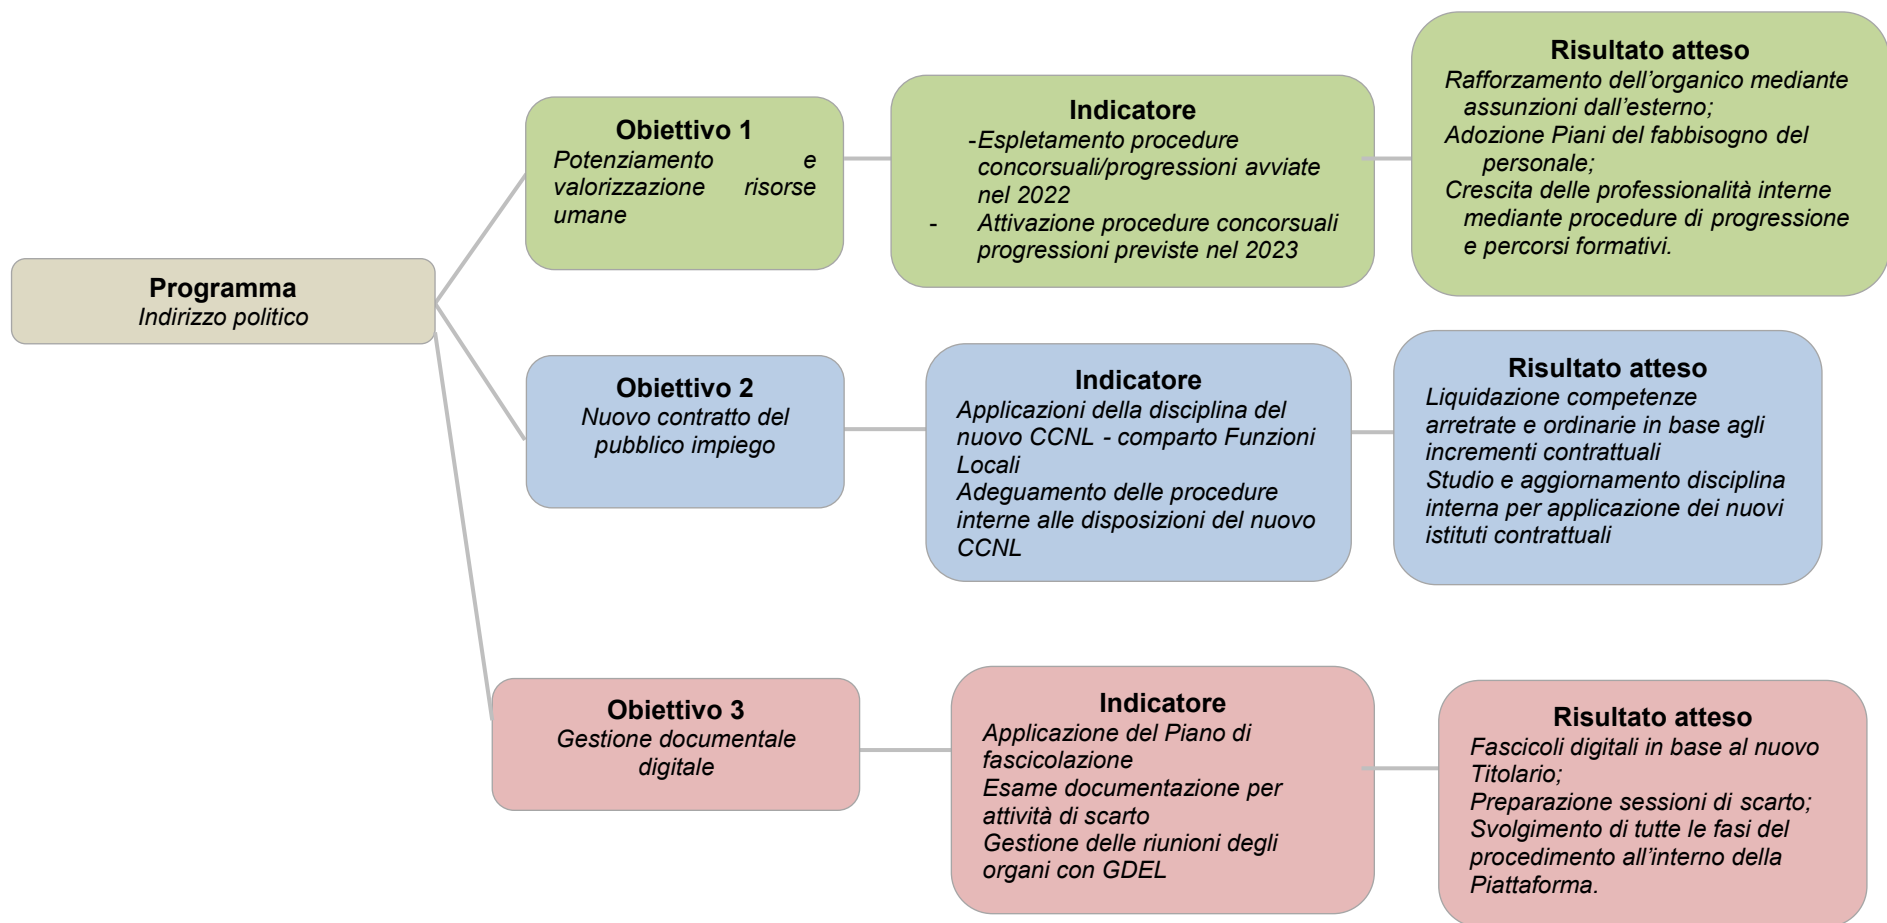 Programma
Indirizzo politico
Obiettivo 1
Potenziamento e
valorizzazione risorse
umane
Indicatore
-Espletamento procedure
concorsuali/progressioni avviate
nel 2022
- Attivazione procedure concorsuali
progressioni previste nel 2023
Risultato atteso
Rafforzamento dell'organico mediante
assunzioni dall'esterno;
Adozione Piani del fabbisogno del
personale;
Crescita delle professionalità interne
mediante procedure di progressione
e percorsi formativi.
Obiettivo 2
Nuovo contratto del
pubblico impiego
Indicatore
Applicazioni della disciplina del
nuovo CCNL - comparto Funzioni
Locali
Adeguamento delle procedure
interne alle disposizioni del nuovo
CCNL
Risultato atteso
Liquidazione competenze
arretrate e ordinarie in base agli
incrementi contrattuali
Studio e aggiornamento disciplina
interna per applicazione dei nuovi
istituti contrattuali
Obiettivo 3
Gestione documentale
digitale
Indicatore
Applicazione del Piano di
fascicolazione
Esame documentazione per
attività di scarto
Gestione delle riunioni degli
organi con GDEL
Risultato atteso
Fascicoli digitali in base al nuovo
Titolario;
Preparazione sessioni di scarto;
Svolgimento di tutte le fasi del
procedimento all'interno della
Piattaforma.